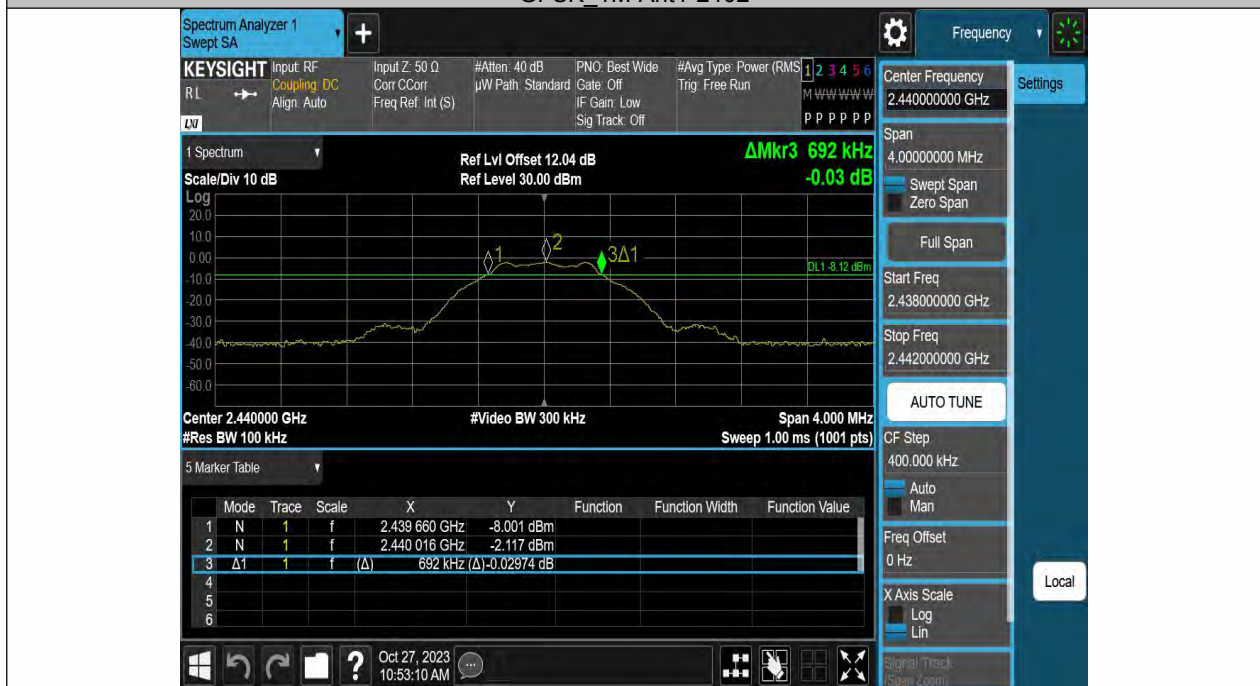 Spectrum Analyzer 1
Swept SA
+
Frequency
KEYSIGHT
RL
LXI
Input: RF
Coupling: DC
Align: Auto
Input Z: 50 Ω
Corr CCorr
Freq Ref: Int (S)
#Atten: 40 dB
µW Path: Standard
PNO: Best Wide
Gate: Off
IF Gain: Low
Sig Track: Off
#Avg Type: Power (RMS
Trig: Free Run
1 2 3 4 5 6
M W W W W W
P P P P P P
1 Spectrum
Scale/Div 10 dB
Ref Lvl Offset 12.04 dB
Ref Level 30.00 dBm
ΔMkr3 692 kHz
-0.03 dB
Log
20.0
10.0
0.00
-10.0
-20.0
-30.0
-40.0
-50.0
-60.0
1
2
3Δ1
DL1 -8.12 dBm
Center 2.440000 GHz
#Video BW 300 kHz
Span 4.000 MHz
#Res BW 100 kHz
Sweep 1.00 ms (1001 pts)
5 Marker Table
Mode Trace Scale X Y Function Function Width Function Value
1 N 1 f 2.439 660 GHz -8.001 dBm
2 N 1 f 2.440 016 GHz -2.117 dBm
3 Δ1 1 f (Δ) 692 kHz (Δ) -0.02974 dB
4
5
6
?
Oct 27, 2023
10:53:10 AM
Center Frequency
2.440000000 GHz
Settings
Span
4.00000000 MHz
Swept Span
Zero Span
Full Span
Start Freq
2.438000000 GHz
Stop Freq
2.442000000 GHz
AUTO TUNE
CF Step
400.000 kHz
Auto
Man
Freq Offset
0 Hz
Local
X Axis Scale
Log
Lin
Signal Track
(Span Zoom)